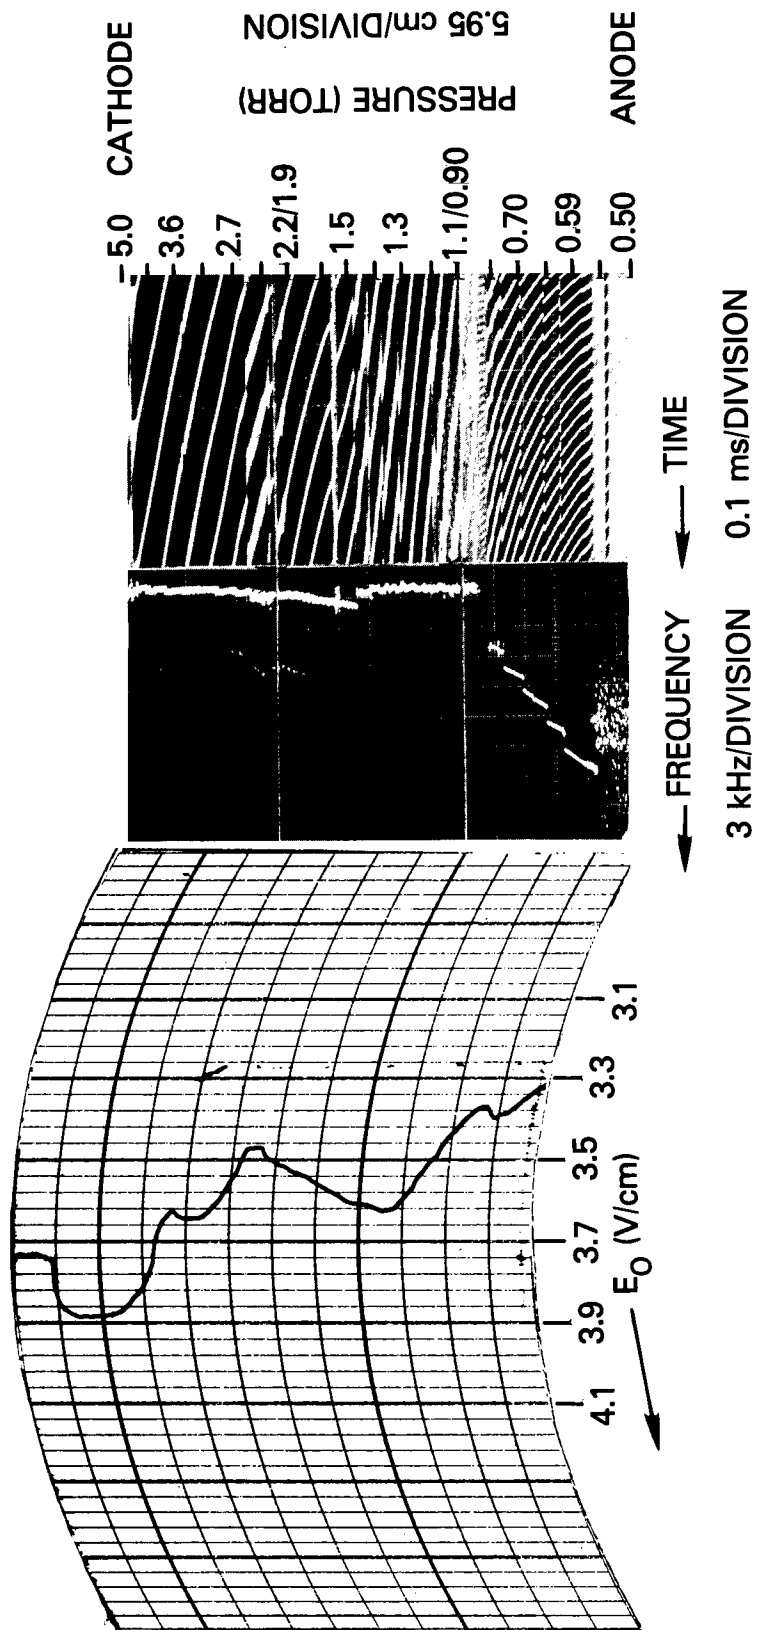 CATHODE
ANODE
PRESSURE (TORR)
5.95 cm/DIVISION
5.0
3.6
2.7
2.2/1.9
1.5
1.3
1.1/0.90
0.70
0.59
0.50
TIME
0.1 ms/DIVISION
FREQUENCY
3 kHz/DIVISION
3.1
3.3
3.5
3.7
3.9
4.1
E_O (V/cm)